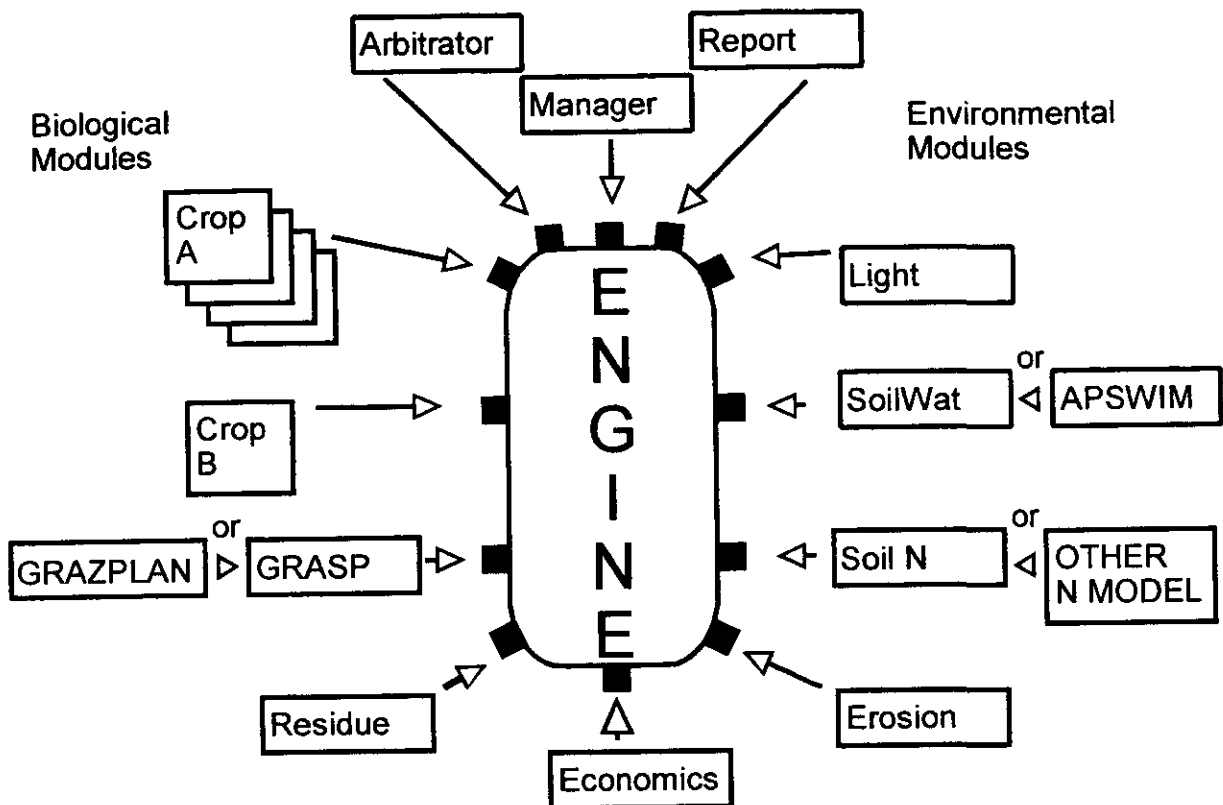 Arbitrator
Report
Manager
Biological
Modules
Environmental
Modules
Crop
A
Light
Crop
B
SoilWat
or
APSWIM
GRAZPLAN
or
GRASP
Soil N
or
OTHER
N MODEL
ENGINE
Residue
Erosion
Economics